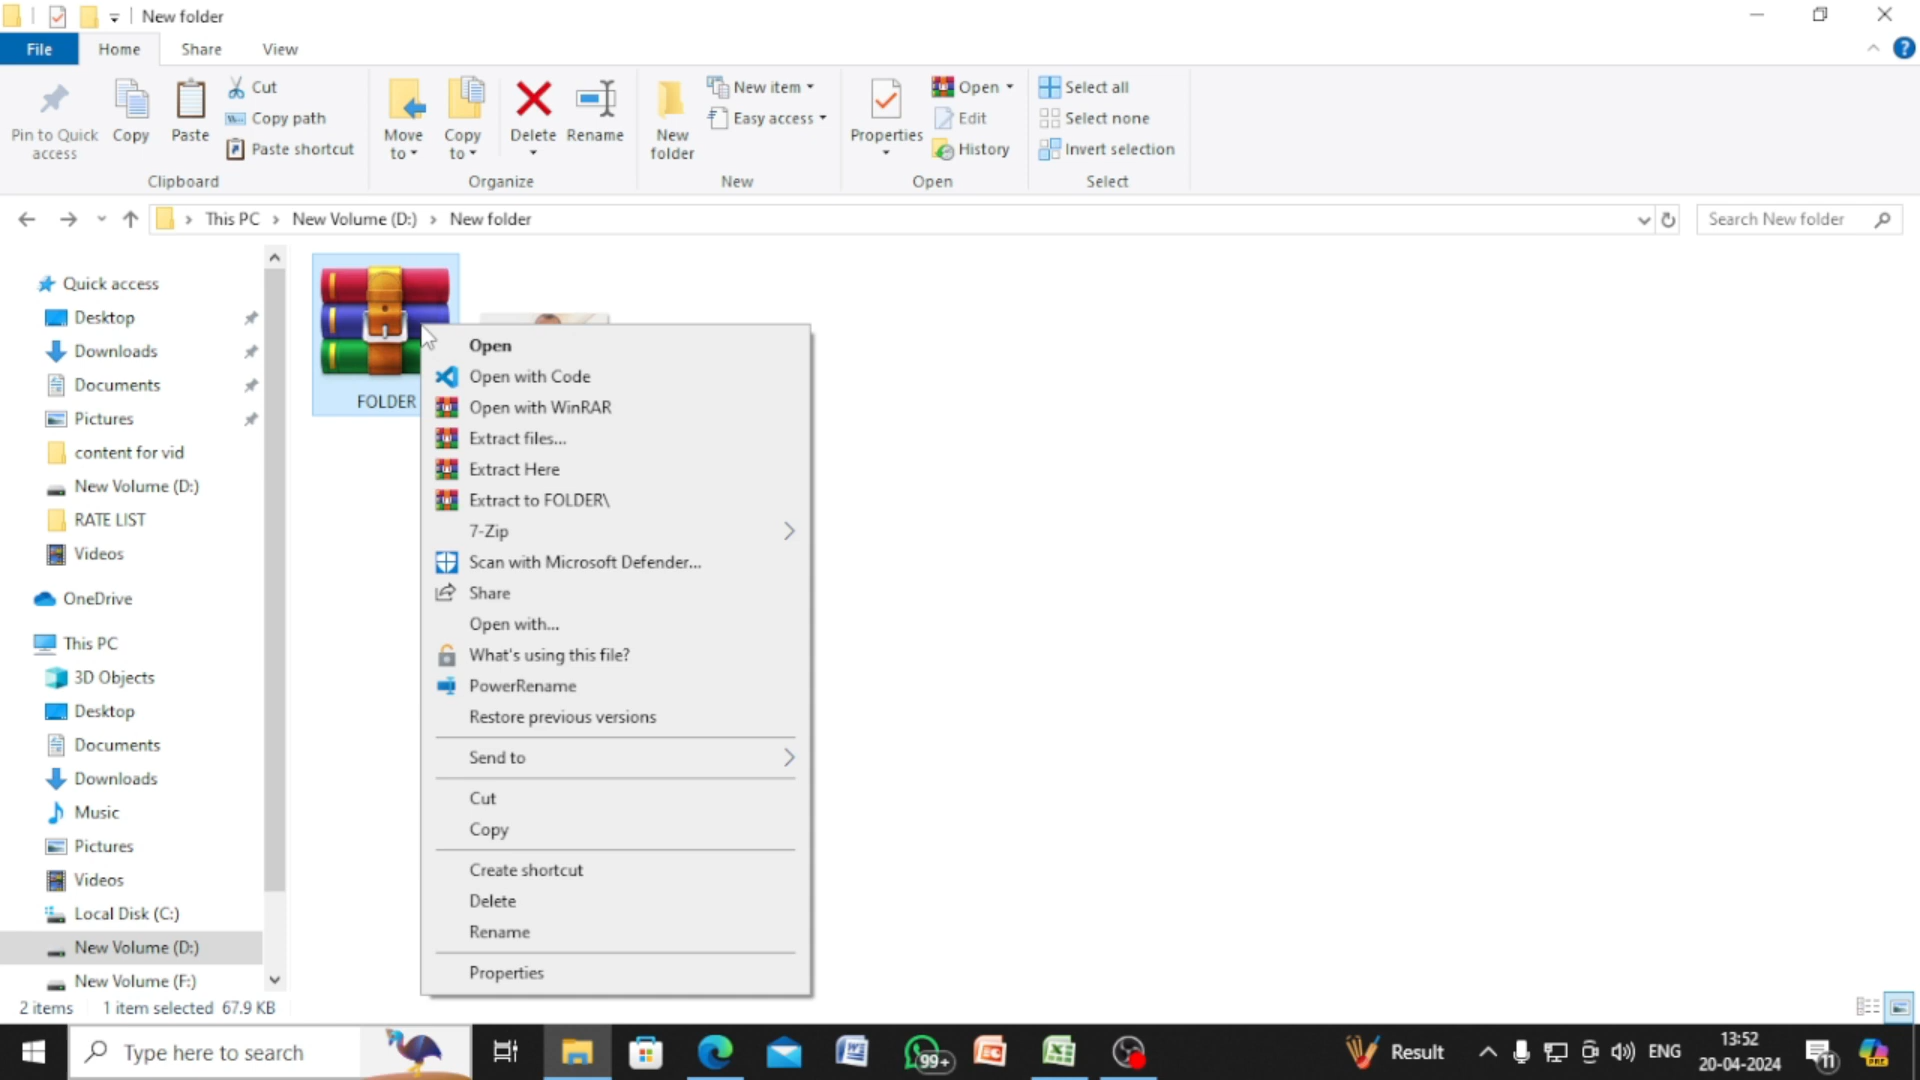 New folder
File Home Share View
Pin to Quick access
Copy
Paste
Cut
Copy path
Paste shortcut
Clipboard
Move to
Copy to
Delete
Rename
Organize
New folder
New item
Easy access
New
Properties
Open
Edit
History
Open
Select all
Select none
Invert selection
Select
This PC > New Volume (D:) > New folder
Search New folder
Quick access
Desktop
Downloads
Documents
Pictures
content for vid
New Volume (D:)
RATE LIST
Videos
OneDrive
This PC
3D Objects
Desktop
Documents
Downloads
Music
Pictures
Videos
Local Disk (C:)
New Volume (D:)
New Volume (F:)
FOLDER
Open
Open with Code
Open with WinRAR
Extract files...
Extract Here
Extract to FOLDER\
7-Zip
Scan with Microsoft Defender...
Share
Open with...
What's using this file?
PowerRename
Restore previous versions
Send to
Cut
Copy
Create shortcut
Delete
Rename
Properties
2 items 1 item selected 67.9 KB
Type here to search
99+
Result
ENG
13:52
20-04-2024
11
PRE